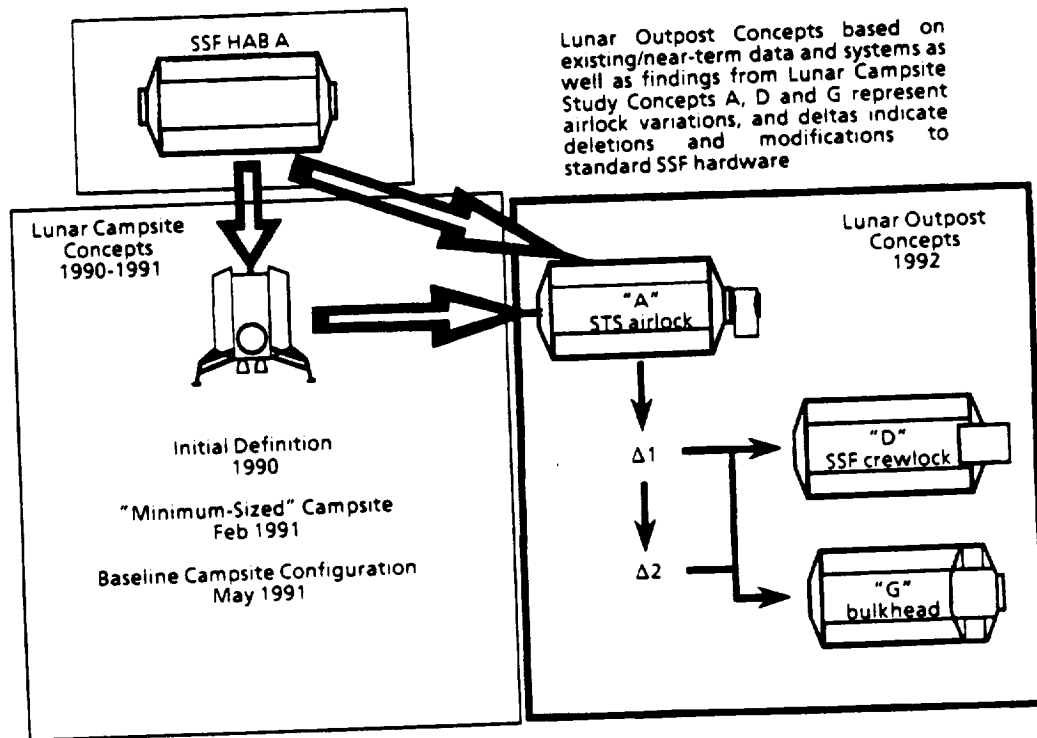 SSF HAB A
Lunar Outpost Concepts based on
existing/near-term data and systems as
well as findings from Lunar Campsite
Study Concepts A, D and G represent
airlock variations, and deltas indicate
deletions and modifications to
standard SSF hardware
Lunar Campsite
Concepts
1990-1991
Initial Definition
1990
"Minimum-Sized" Campsite
Feb 1991
Baseline Campsite Configuration
May 1991
Lunar Outpost
Concepts
1992
"A"
STS airlock
Δ1
"D"
SSF crewlock
Δ2
"G"
bulkhead